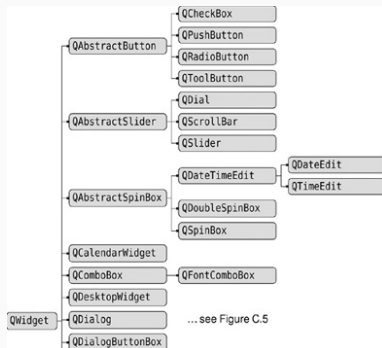 QCheckBox
QPushButton
QAbstractButton
QRadioButton
QToolButton
QDial
QAbstractSlider
QScrollBar
QSlider
QDateEdit
QDateTimeEdit
QTimeEdit
QAbstractSpinBox
QDoubleSpinBox
QSpinBox
QCalendarWidget
QComboBox QFontComboBox
QDesktopWidget
QWidget QDialog ... see Figure C.5
QDialogButtonBox